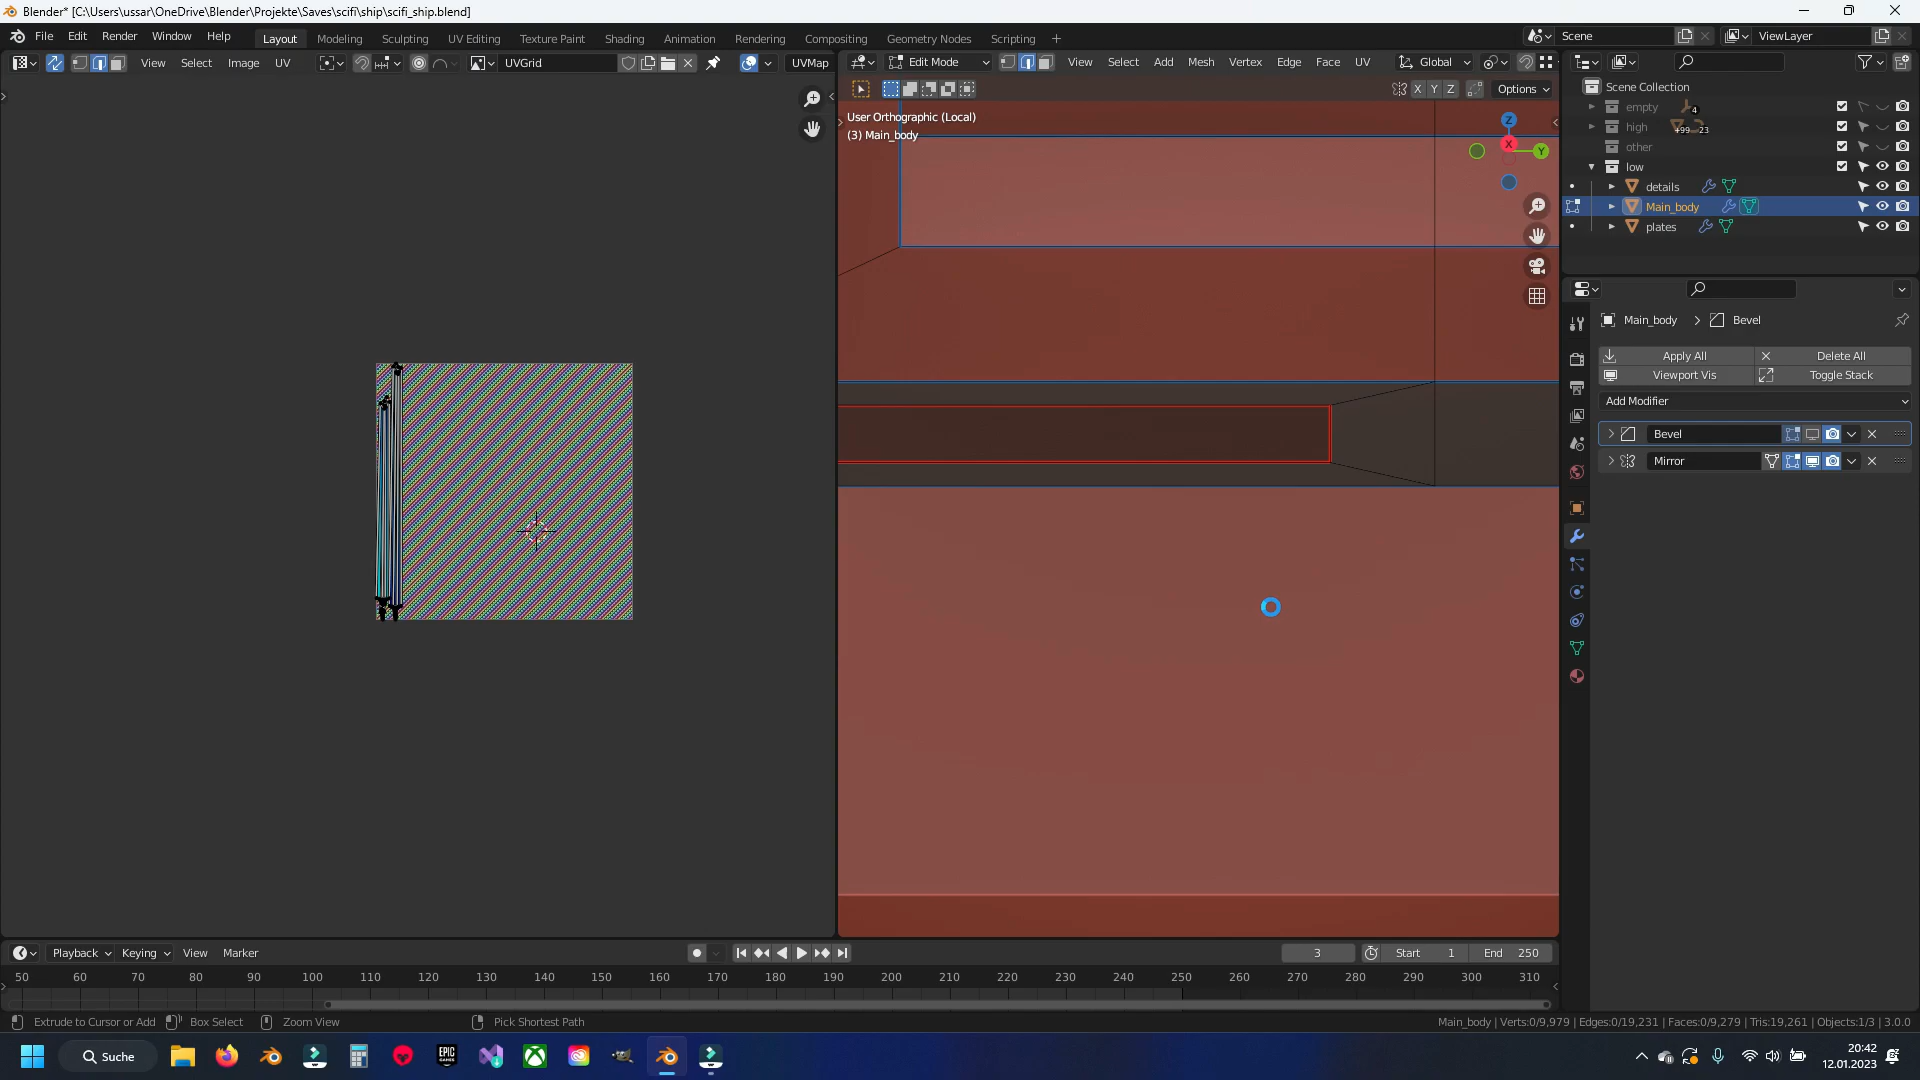 Blender* [C:\Users\ussar\OneDrive\Blender\Projekte\Saves\scifi\ship\scifi_ship.blend]
File Edit Render Window Help Layout Modeling Sculpting UV Editing Texture Paint Shading Animation Rendering Compositing Geometry Nodes Scripting + Scene ViewLayer
View Select Image UV UVGrid UVMap Edit Mode View Select Add Mesh Vertex Edge Face UV Global
X Y Z Options
User Orthographic (Local)
(3) Main_body
Z
X
Y
Scene Collection
empty 4
high +99 23
other
low
details
Main_body
plates
Main_body > Bevel
Apply All Delete All
Viewport Vis Toggle Stack
Add Modifier
Bevel
Mirror
Playback Keying View Marker 3 Start 1 End 250
50 60 70 80 90 100 110 120 130 140 150 160 170 180 190 200 210 220 230 240 250 260 270 280 290 300 310
Extrude to Cursor or Add Box Select Zoom View Pick Shortest Path Main_body | Verts:0/9,979 | Edges:0/19,231 | Faces:0/9,279 | Tris:19,261 | Objects:1/3 | 3.0.0
Suche
EPIC GAMES
20:42
12.01.2023